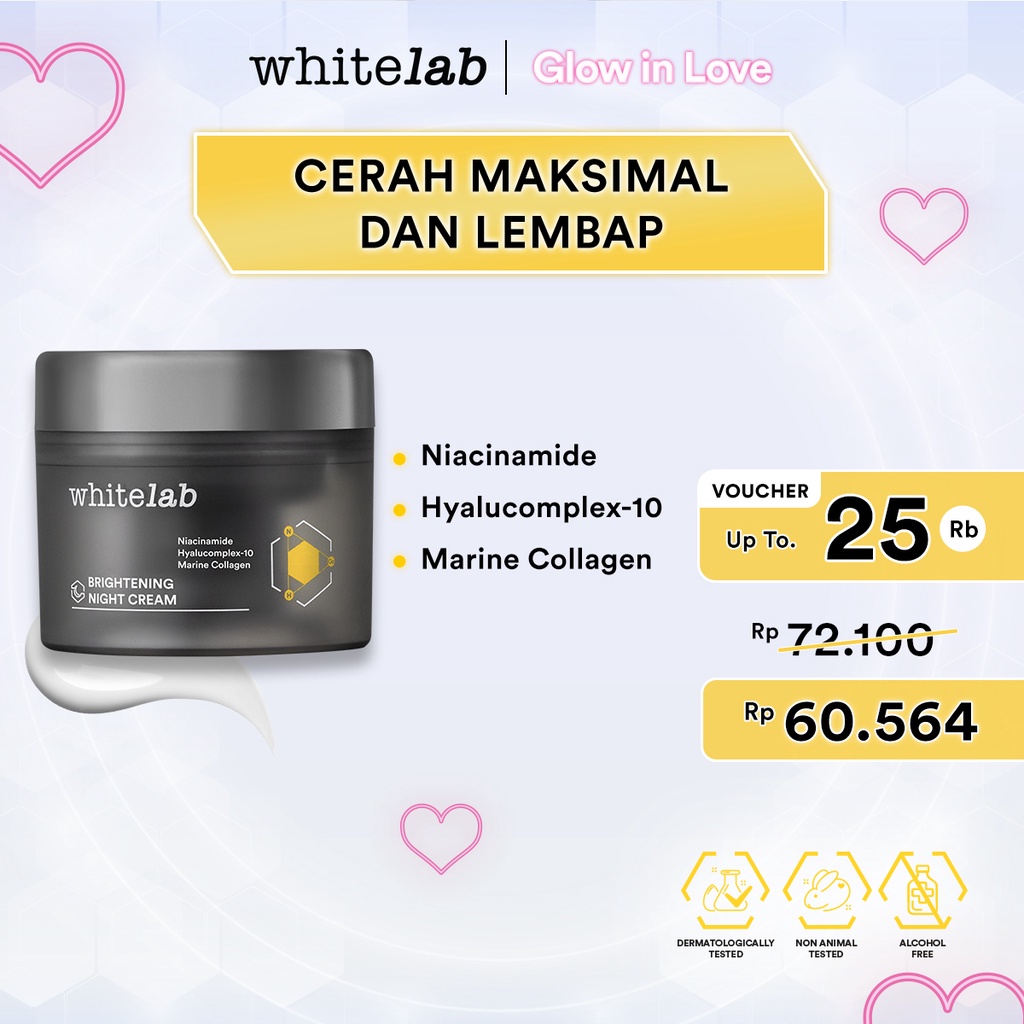 whitelab | Glow in Love
CERAH MAKSIMAL
DAN LEMBAP
whitelab
Niacinamide
Hyalucomplex-10
Marine Collagen
BRIGHTENING
NIGHT CREAM
N
H
Niacinamide
Hyalucomplex-10
Marine Collagen
VOUCHER
Up To. 25 Rb
Rp 72.100
Rp 60.564
DERMATOLOGICALLY
TESTED
NON ANIMAL
TESTED
ALCOHOL
FREE